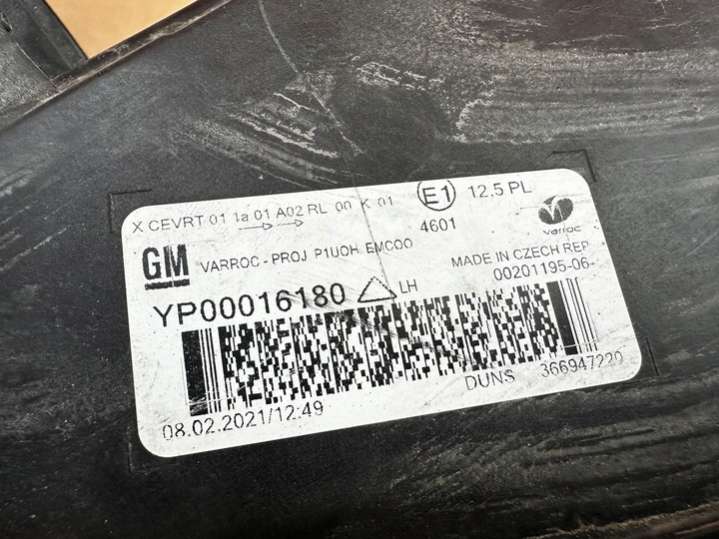 X CEVRT 01 1a 01 A02 RL 00 K 01
E1 12.5 PL
4601
varroc
GM
VARROC - PROJ P1UOH EMCOO
MADE IN CZECH REP
00201195-06-
YP00016180 LH
DUNS 366947220
08.02.2021/12:49